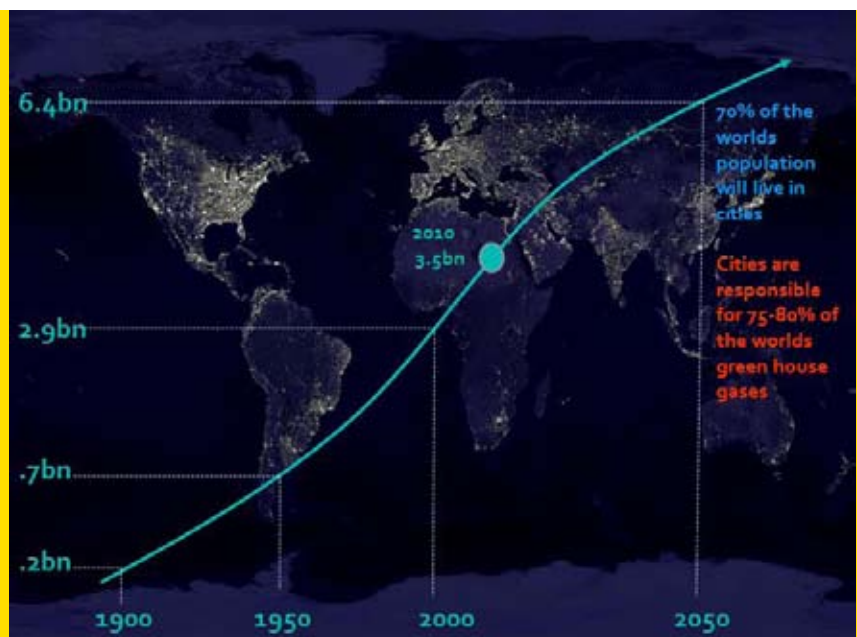 6.4bn
70% of the
worlds
population
will live in
cities
2010
3.5bn
Cities are
responsible
for 75-80% of
the worlds
green house
gases
2.9bn
.7bn
.2bn
1900
1950
2000
2050